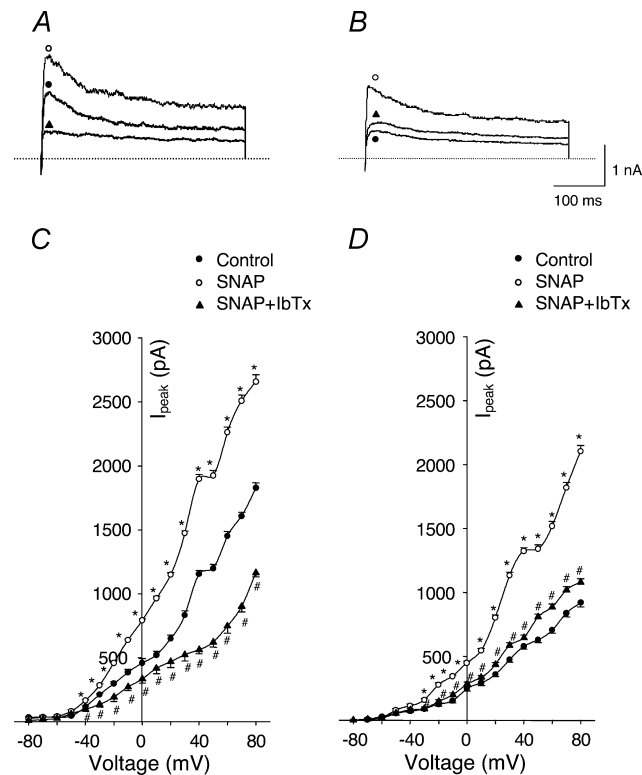 A
B
1 nA
100 ms
C
D
Control
SNAP
SNAP+IbTx
Control
SNAP
SNAP+IbTx
3000
2500
2000
1500
1000
500
I peak (pA)
-80 -40 0 40 80
Voltage (mV)
3000
2500
2000
1500
1000
500
I peak (pA)
-80 -40 0 40 80
Voltage (mV)